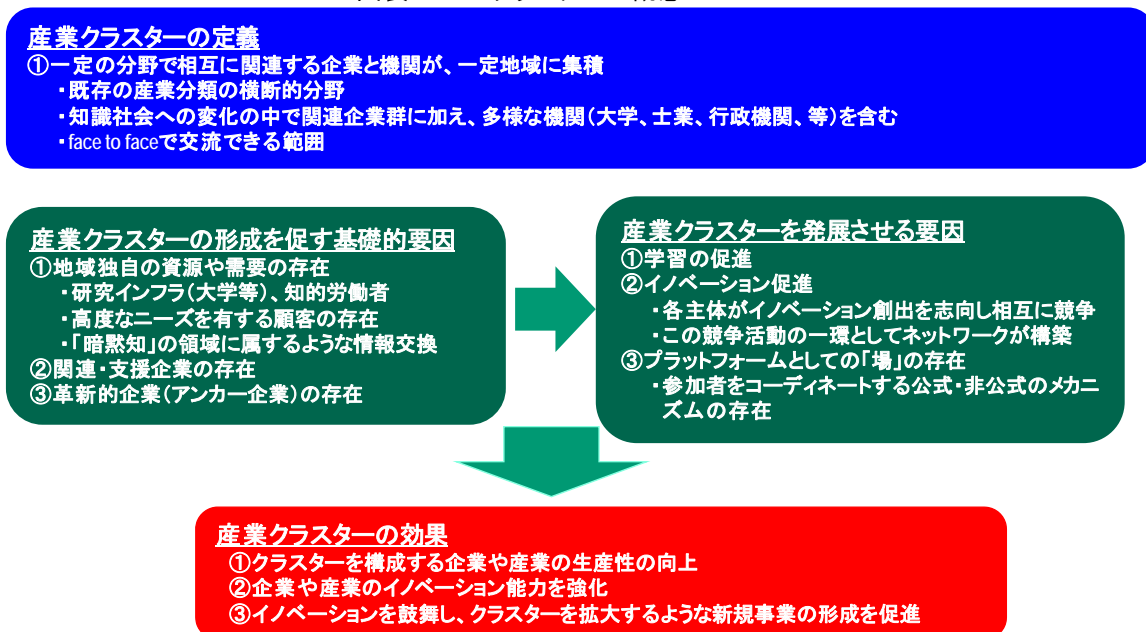 産業クラスターの定義
①一定の分野で相互に関連する企業と機関が、一定地域に集積
・既存の産業分類の横断的分野
・知識社会への変化の中で関連企業群に加え、多様な機関(大学、士業、行政機関、等)を含む
・face to faceで交流できる範囲
産業クラスターの形成を促す基礎的要因
①地域独自の資源や需要の存在
・研究インフラ(大学等)、知的労働者
・高度なニーズを有する顧客の存在
・「暗黙知」の領域に属するような情報交換
②関連・支援企業の存在
③革新的企業(アンカー企業)の存在
産業クラスターを発展させる要因
①学習の促進
②イノベーション促進
・各主体がイノベーション創出を志向し相互に競争
・この競争活動の一環としてネットワークが構築
③プラットフォームとしての「場」の存在
・参加者をコーディネートする公式・非公式のメカニ
ズムの存在
産業クラスターの効果
①クラスターを構成する企業や産業の生産性の向上
②企業や産業のイノベーション能力を強化
③イノベーションを鼓舞し、クラスターを拡大するような新規事業の形成を促進